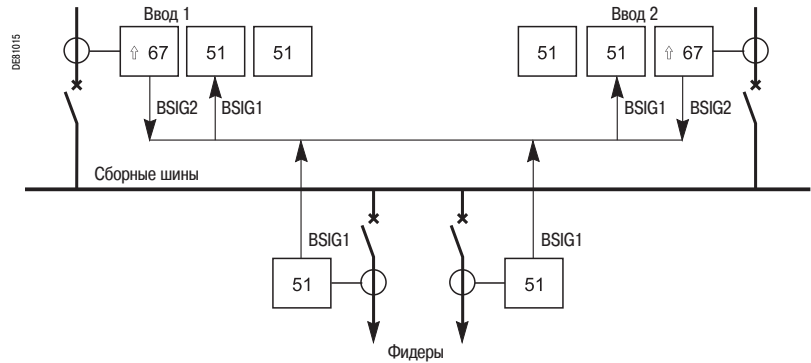 DE81015
Ввод 1
Ввод 2
⇧ 67
51
51
51
51
⇧ 67
BSIG2
BSIG1
BSIG1
BSIG2
Сборные шины
BSIG1
BSIG1
51
51
Фидеры